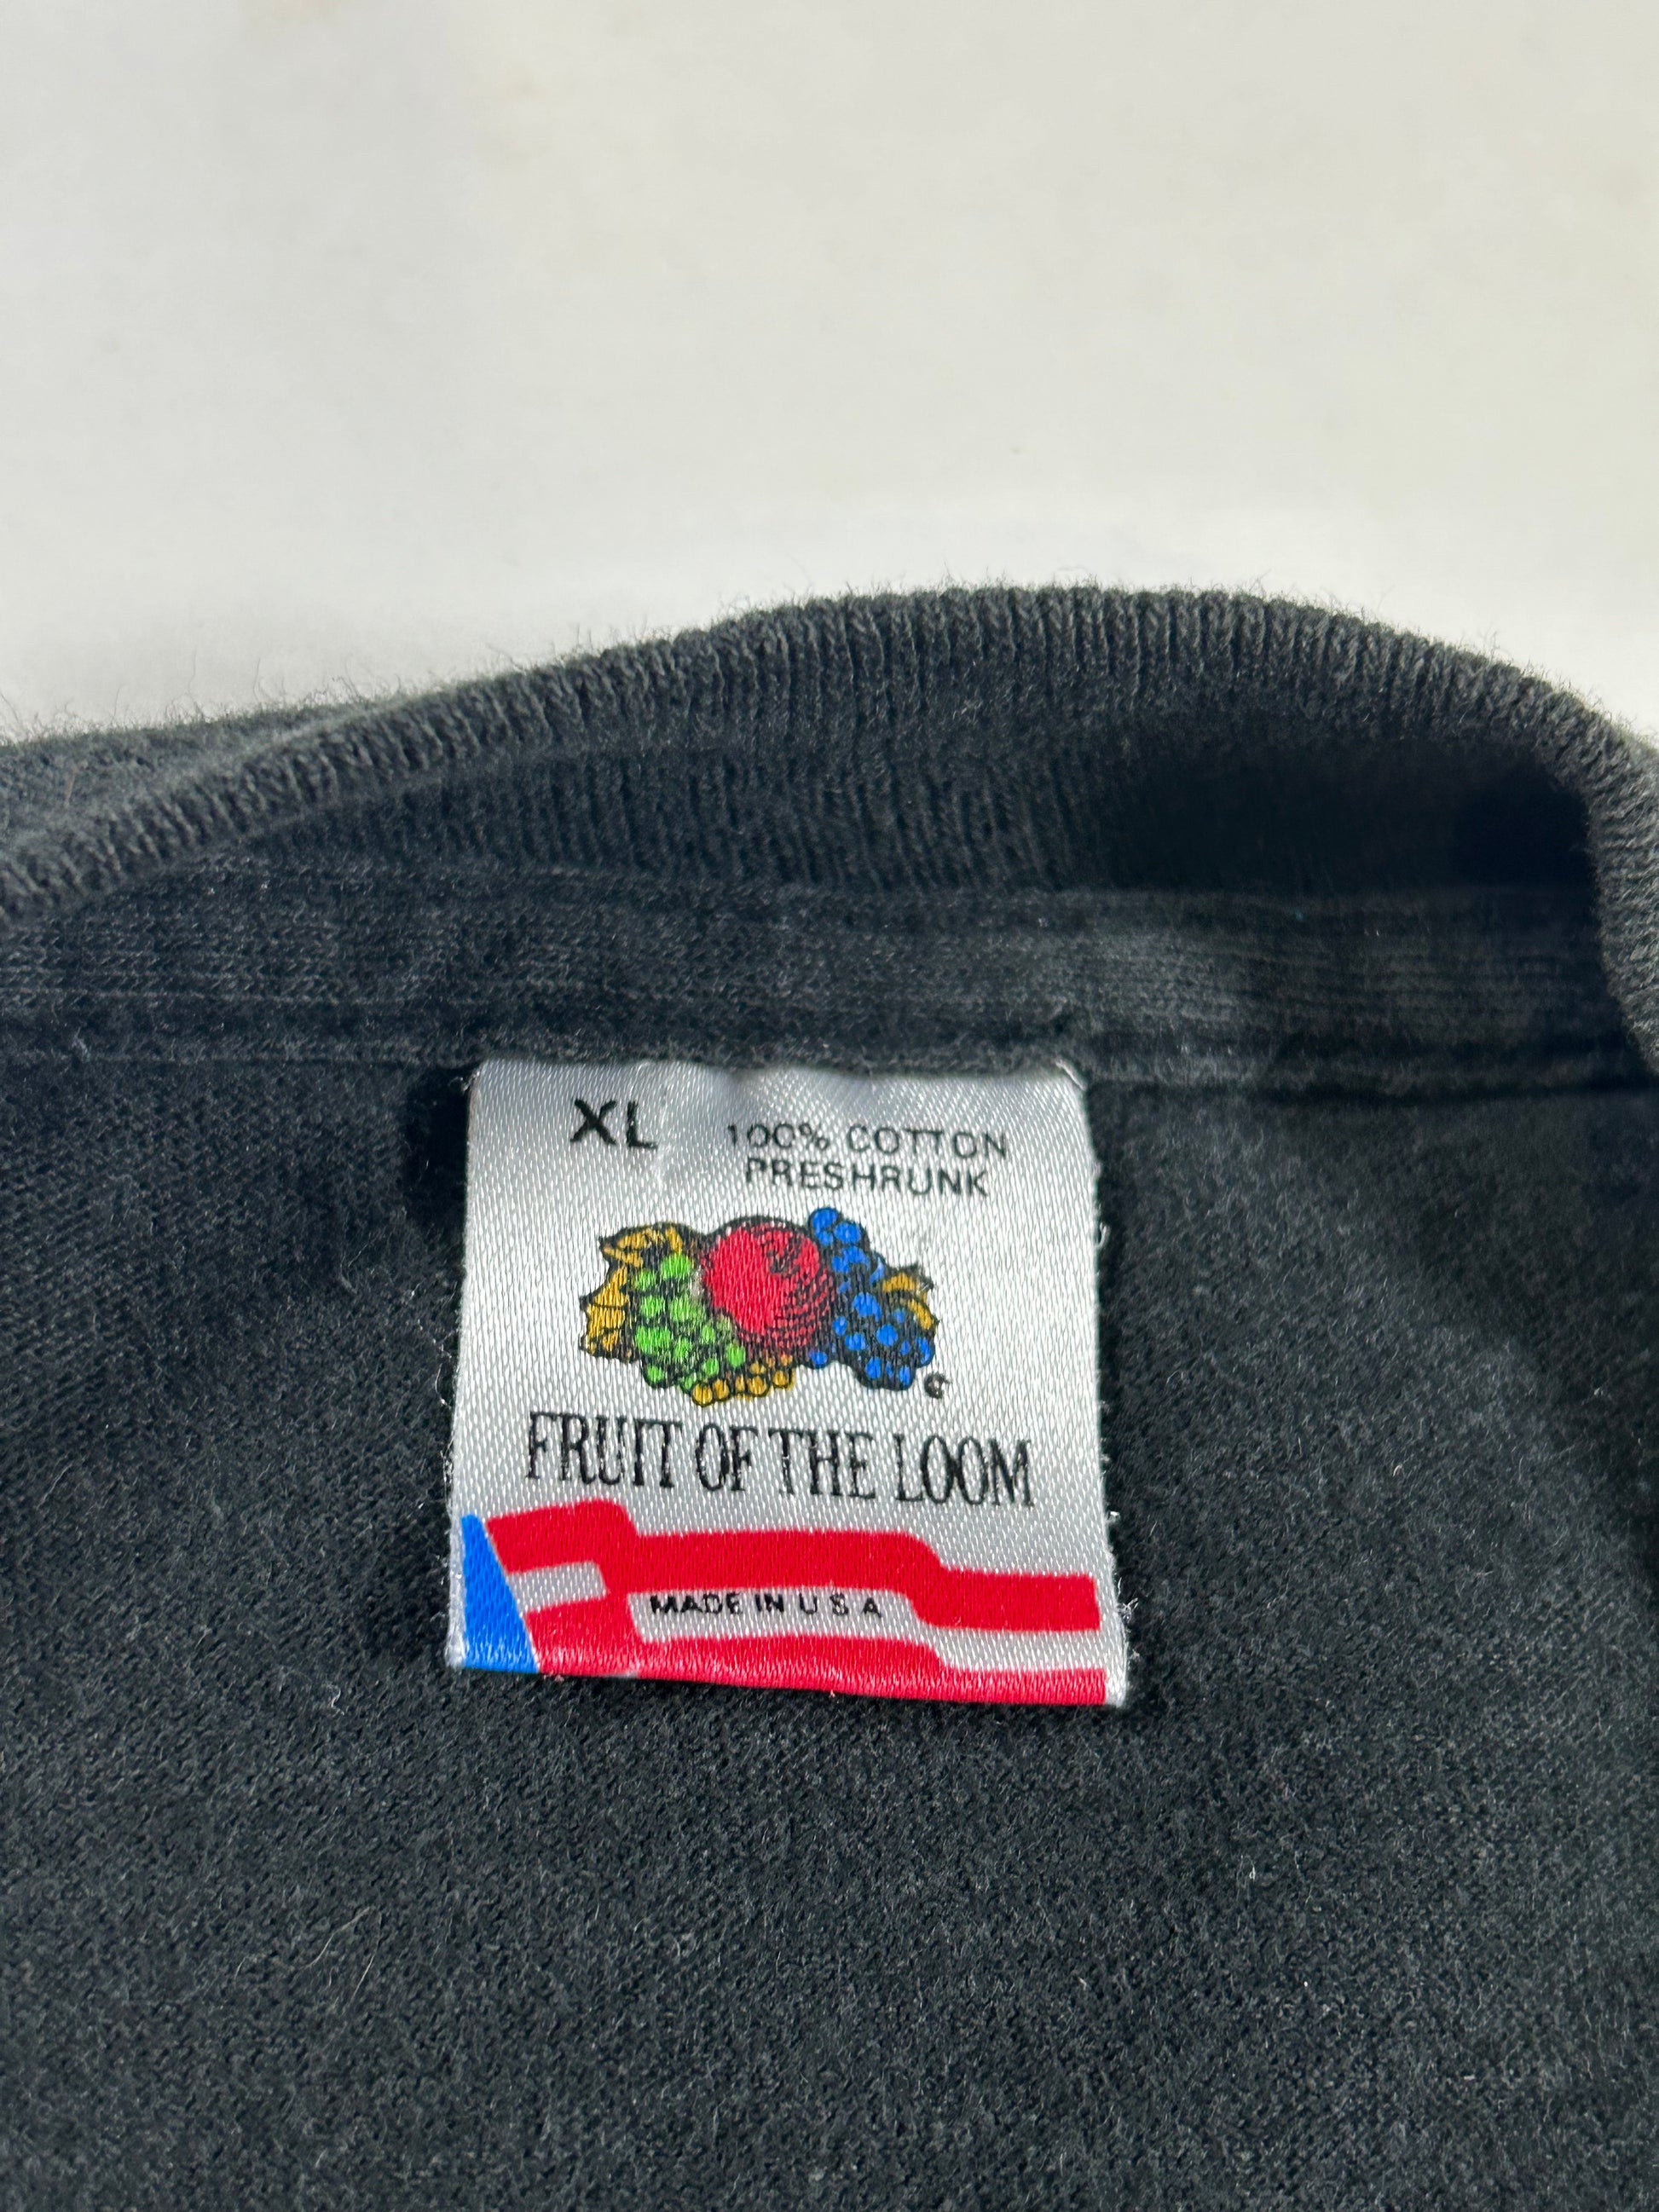 XL
100% COTTON
PRESHRUNK
FRUIT OF THE LOOM
MADE IN U S A